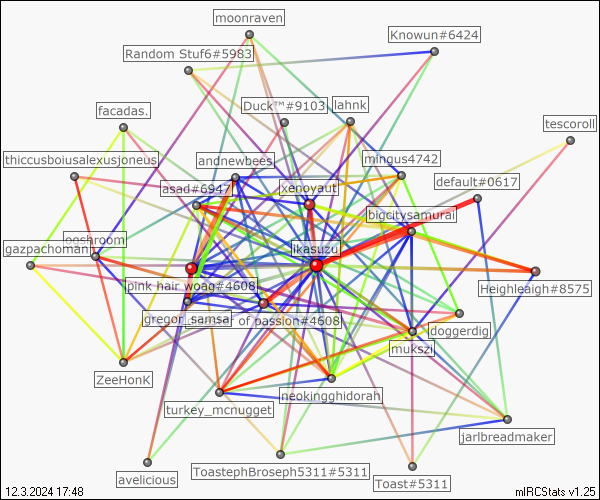 moonraven
Knowun#6424
Random Stuf6#5983
Duck™#9103
lahnk
facadas.
tescoroll
thiccusboiusalexusjoneus
andnewbees
mingus4742
asad#6947
xenoyaut
default#0617
bigcitysamurai
ogshroom
gazpachoman
ikasuzu
pink hair woag#4608
Heighleaigh#8575
gregor_samsa
of passion#4608
doggerdig
mukszi
ZeeHonK
neokingghidorah
turkey_mcnugget
jarlbreadmaker
avelicious
ToastephBroseph5311#5311
Toast#5311
12.3.2024 17:48
mIRCStats v1.25